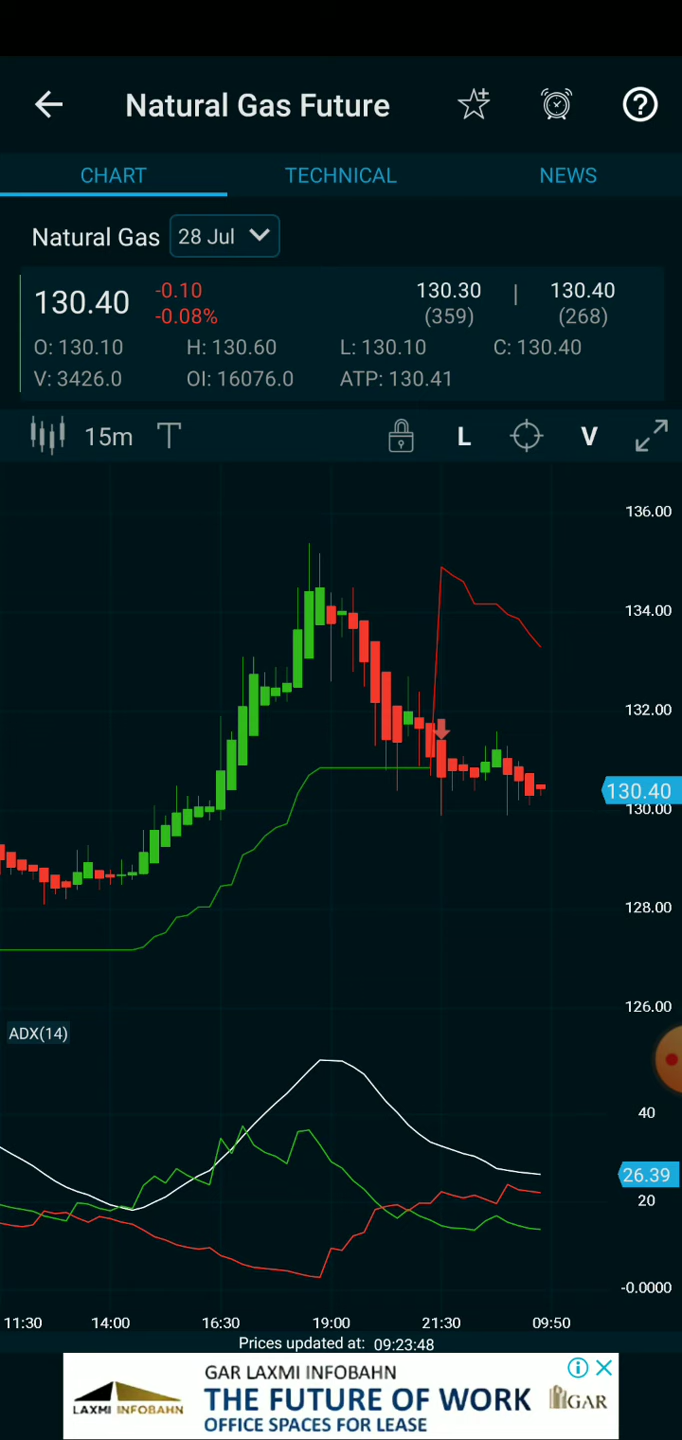 Natural Gas Future
CHART TECHNICAL NEWS
Natural Gas 28 Jul
130.40 -0.10 -0.08% 130.30 (359) | 130.40 (268)
O: 130.10 H: 130.60 L: 130.10 C: 130.40
V: 3426.0 OI: 16076.0 ATP: 130.41
15m T L V
136.00
134.00
132.00
130.40
130.00
128.00
126.00
ADX(14)
40
26.39
20
-0.0000
11:30 14:00 16:30 19:00 21:30 09:50
Prices updated at: 09:23:48
GAR LAXMI INFOBAHN
THE FUTURE OF WORK
OFFICE SPACES FOR LEASE
LAXMI INFOBAHN
GAR